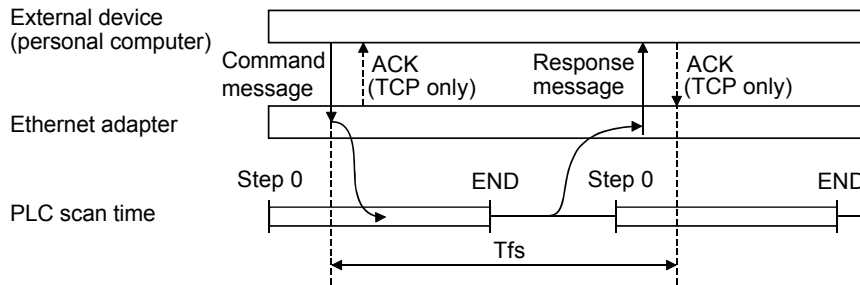 External device
(personal computer)
Command
message
ACK
(TCP only)
Response
message
ACK
(TCP only)
Ethernet adapter
Step 0
END
Step 0
END
PLC scan time
Tfs